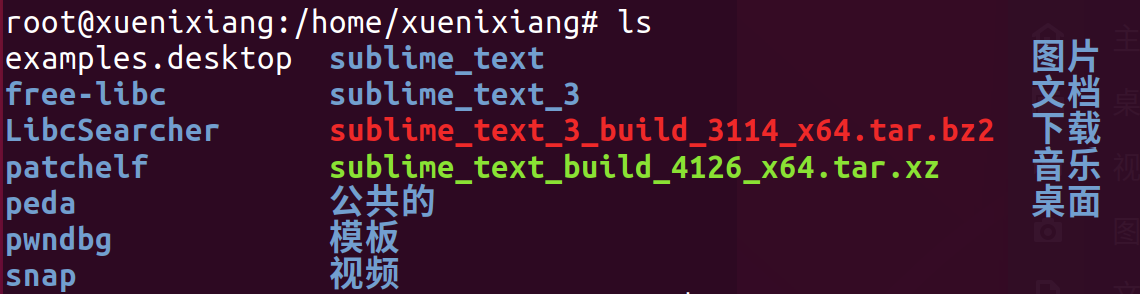 root@xuenixiang:/home/xuenixiang# ls
examples.desktop sublime_text 图片
free-libc sublime_text_3 文档
LibcSearcher sublime_text_3_build_3114_x64.tar.bz2 下载
patchelf sublime_text_build_4126_x64.tar.xz 音乐
peda 公共的 桌面
pwndbg 模板
snap 视频